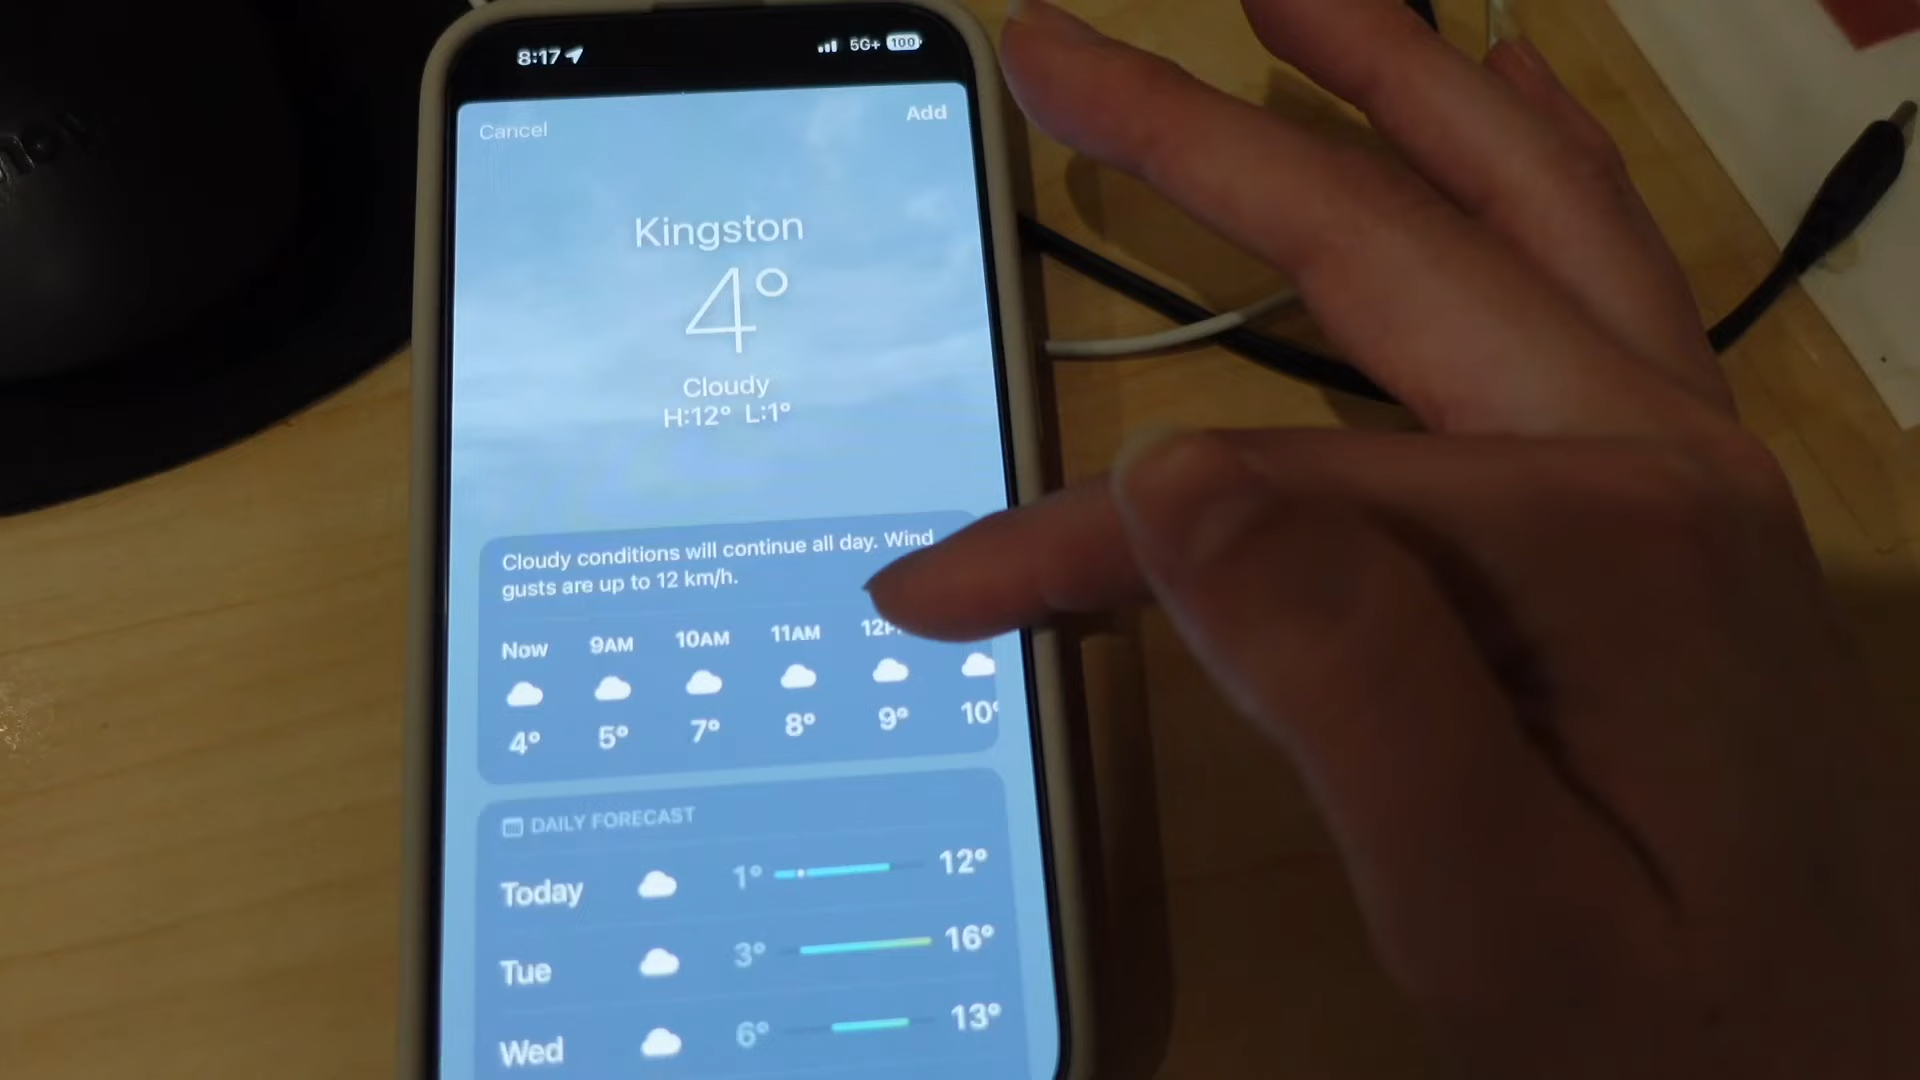 8:17 5G+ 100
Cancel Add
Kingston
4°
Cloudy
H:12° L:1°
Cloudy conditions will continue all day. Wind
gusts are up to 12 km/h.
Now 9AM 10AM 11AM
4° 5° 7° 8° 9° 10°
DAILY FORECAST
Today 1° 12°
Tue 3° 16°
Wed 6° 13°